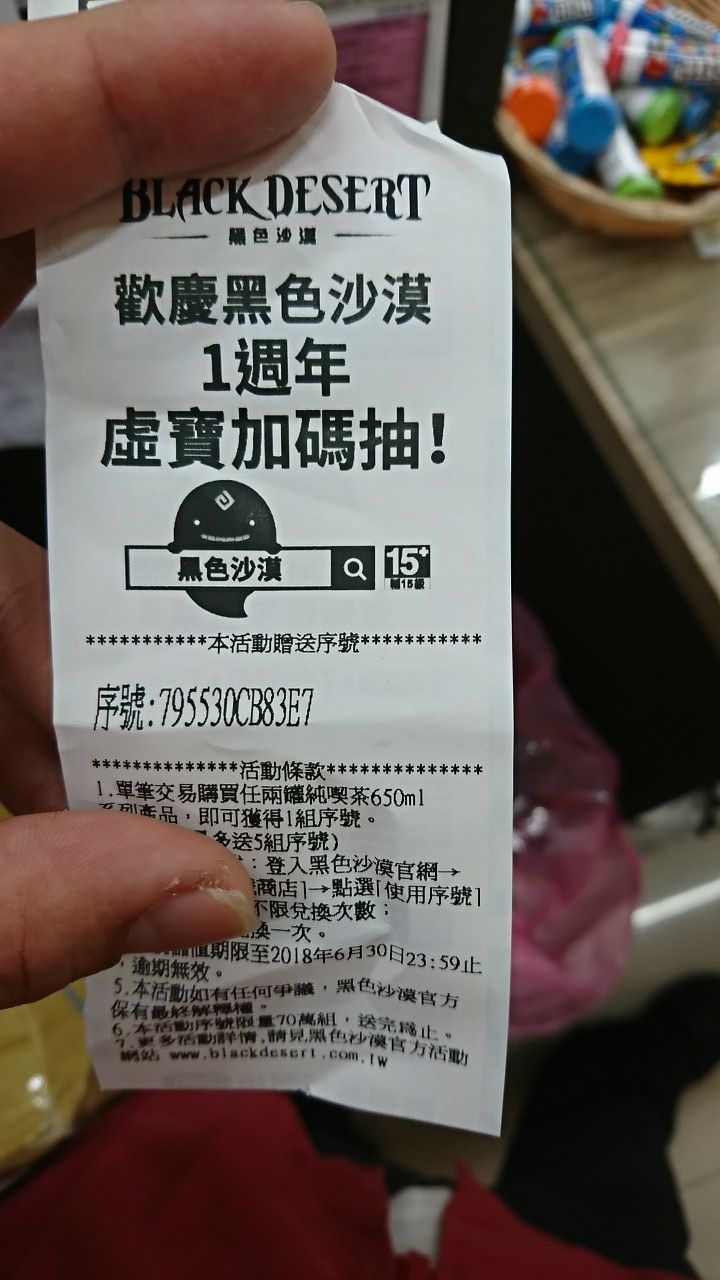 BLACK DESERT
黑色沙漠
歡慶黑色沙漠
1週年
虛寶加碼抽!
黑色沙漠
15+
輔15級
***********本活動贈送序號***********
序號:795530CB83E7
**************活動條款**************
1.單筆交易購買任兩罐純喫茶650ml
系列產品，即可獲得1組序號。
多送5組序號)
：登入黑色沙漠官網→
商店]→點選[使用序號]
不限兌換次數；
換一次。
期限至2018年6月30日23:59止
，逾期無效。
5.本活動如有任何爭議，黑色沙漠官方
保有最終解釋權。
6.本活動序號限量70萬組，送完為止。
7.更多活動詳情,請見黑色沙漠官方活動
網站 www.blackdesert.com.tw